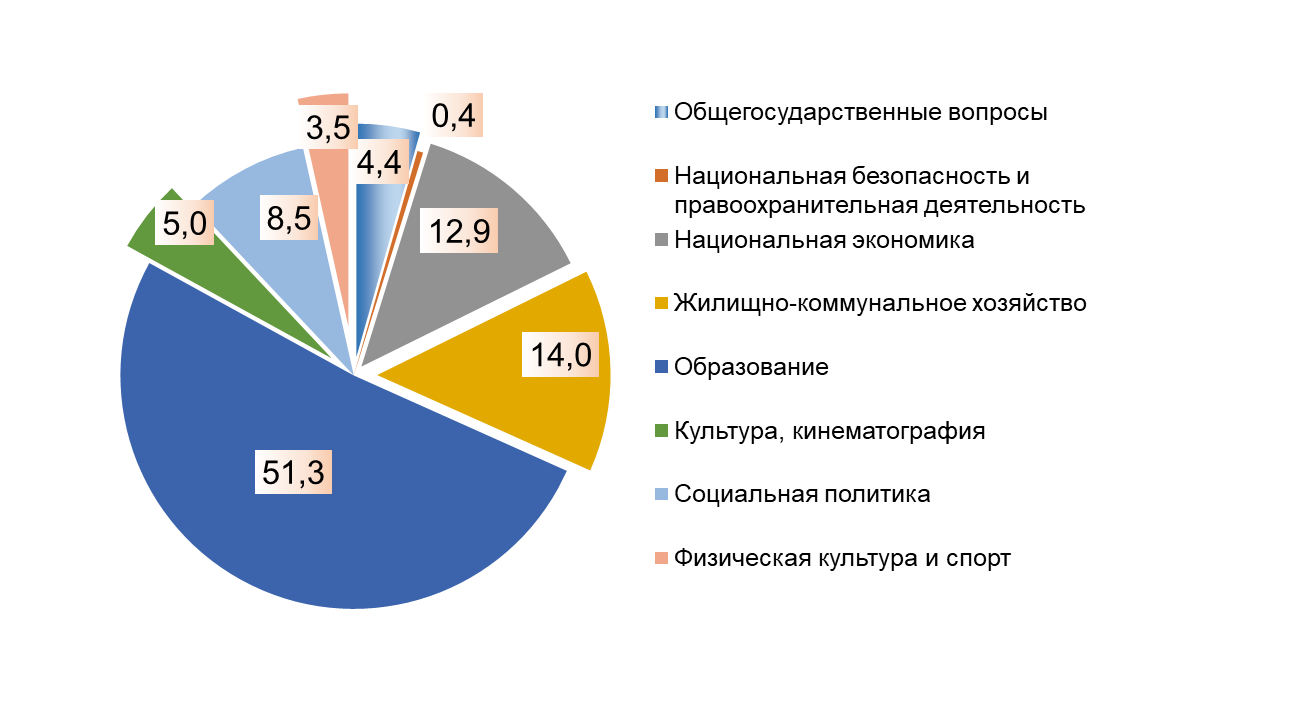 3,5
0,4
4,4
5,0
8,5
12,9
14,0
51,3
Общегосударственные вопросы
Национальная безопасность и
правоохранительная деятельность
Национальная экономика
Жилищно-коммунальное хозяйство
Образование
Культура, кинематография
Социальная политика
Физическая культура и спорт